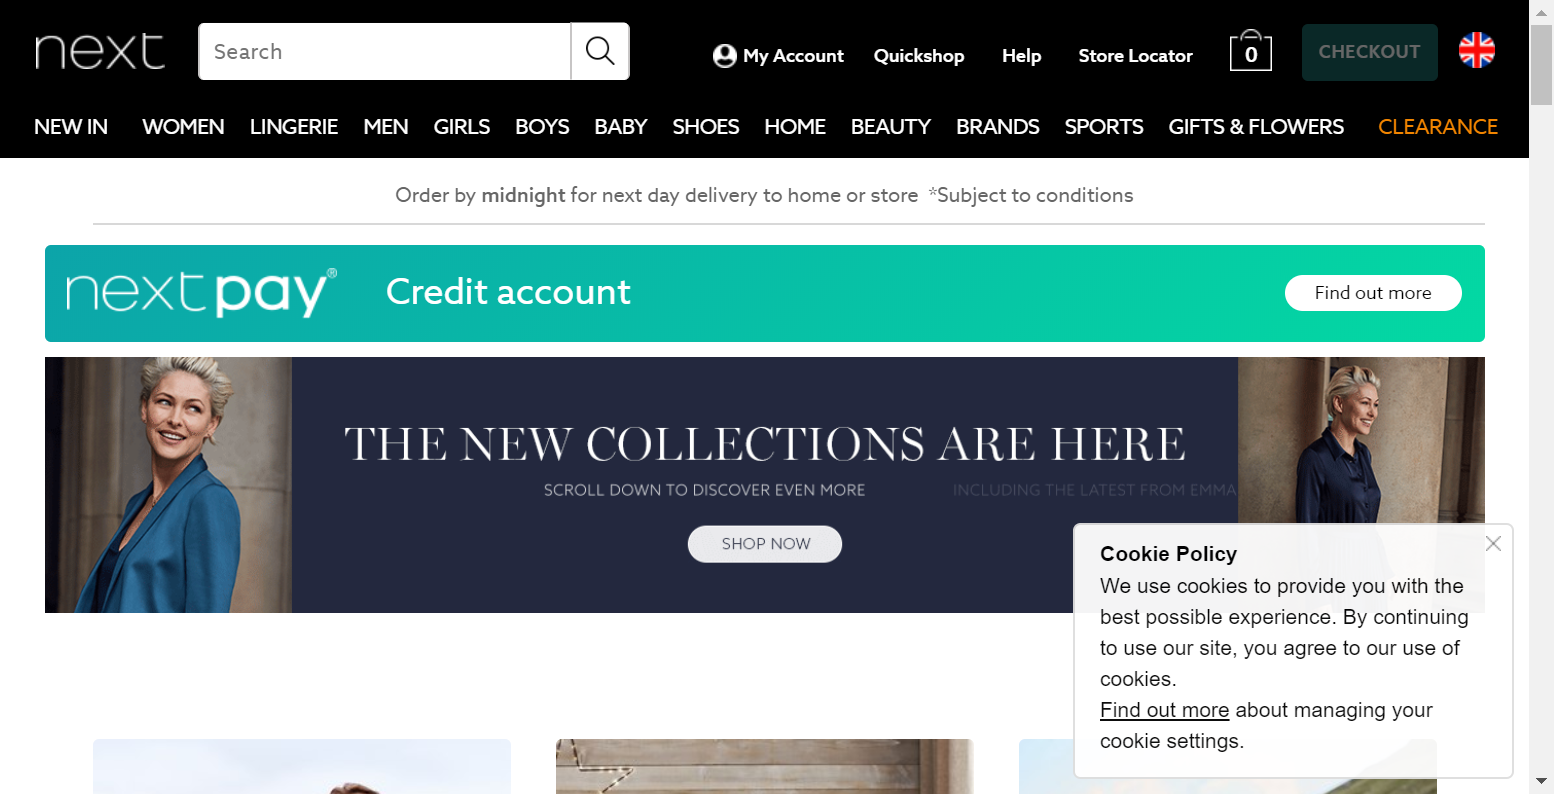 next
Search
My Account
Quickshop
Help
Store Locator
0
CHECKOUT
NEW IN
WOMEN
LINGERIE
MEN
GIRLS
BOYS
BABY
SHOES
HOME
BEAUTY
BRANDS
SPORTS
GIFTS & FLOWERS
CLEARANCE
Order by midnight for next day delivery to home or store *Subject to conditions
nextpay®
Credit account
Find out more
THE NEW COLLECTIONS ARE HERE
SCROLL DOWN TO DISCOVER EVEN MORE
INCLUDING THE LATEST FROM EMMA
SHOP NOW
Cookie Policy
We use cookies to provide you with the
best possible experience. By continuing
to use our site, you agree to our use of
cookies.
Find out more about managing your
cookie settings.